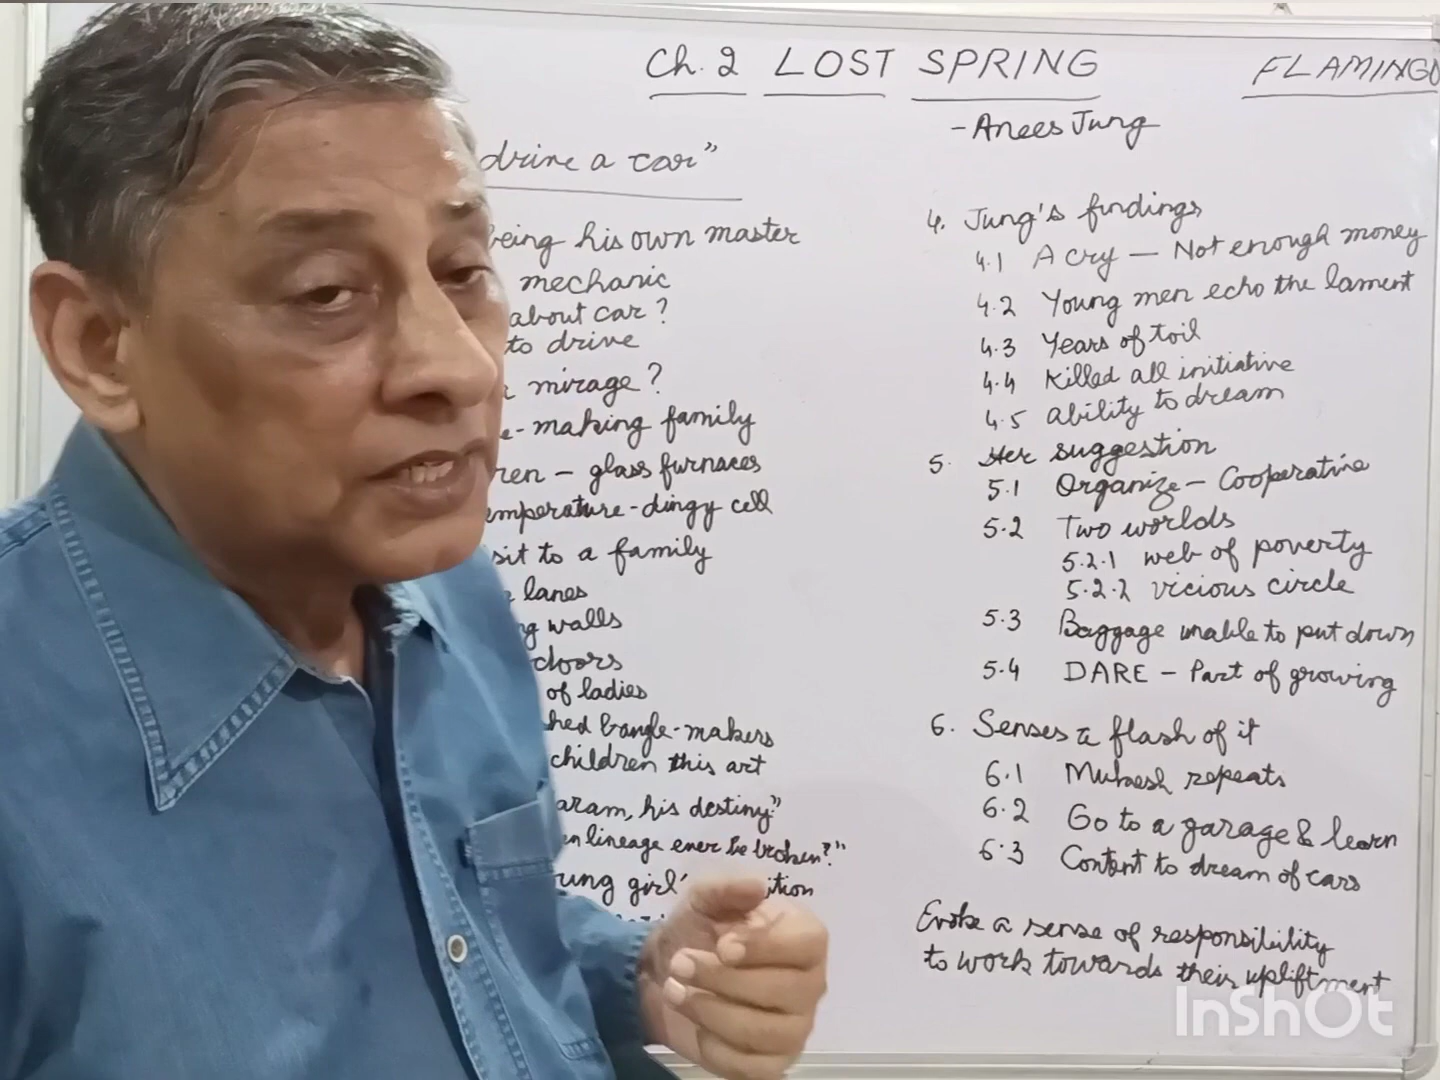 Ch. 2 LOST SPRING FLAMINGO
- Anees Jung
drive a car"
being his own master
mechanic
about car ?
to drive
mirage ?
- making family
ren - glass furnaces
emperature - dingy cell
sit to a family
lanes
walls
doors
of ladies
hed bangle-makers
children this art
aram, his destiny"
en lineage ever be broken?"
ung girl's ition
4. Jung's findings
4.1 A cry - Not enough money
4.2 Young men echo the lament
4.3 Years of toil
4.4 Killed all initiative
4.5 ability to dream
5. Her suggestion
5.1 Organize - Cooperative
5.2 Two worlds
5.2.1 web of poverty
5.2.2 vicious circle
5.3 Baggage unable to put down
5.4 DARE - Part of growing
6. Senses a flash of it
6.1 Mukesh repeats
6.2 Go to a garage & learn
6.3 Content to dream of cars
Evoke a sense of responsibility
to work towards their upliftment
InShOt